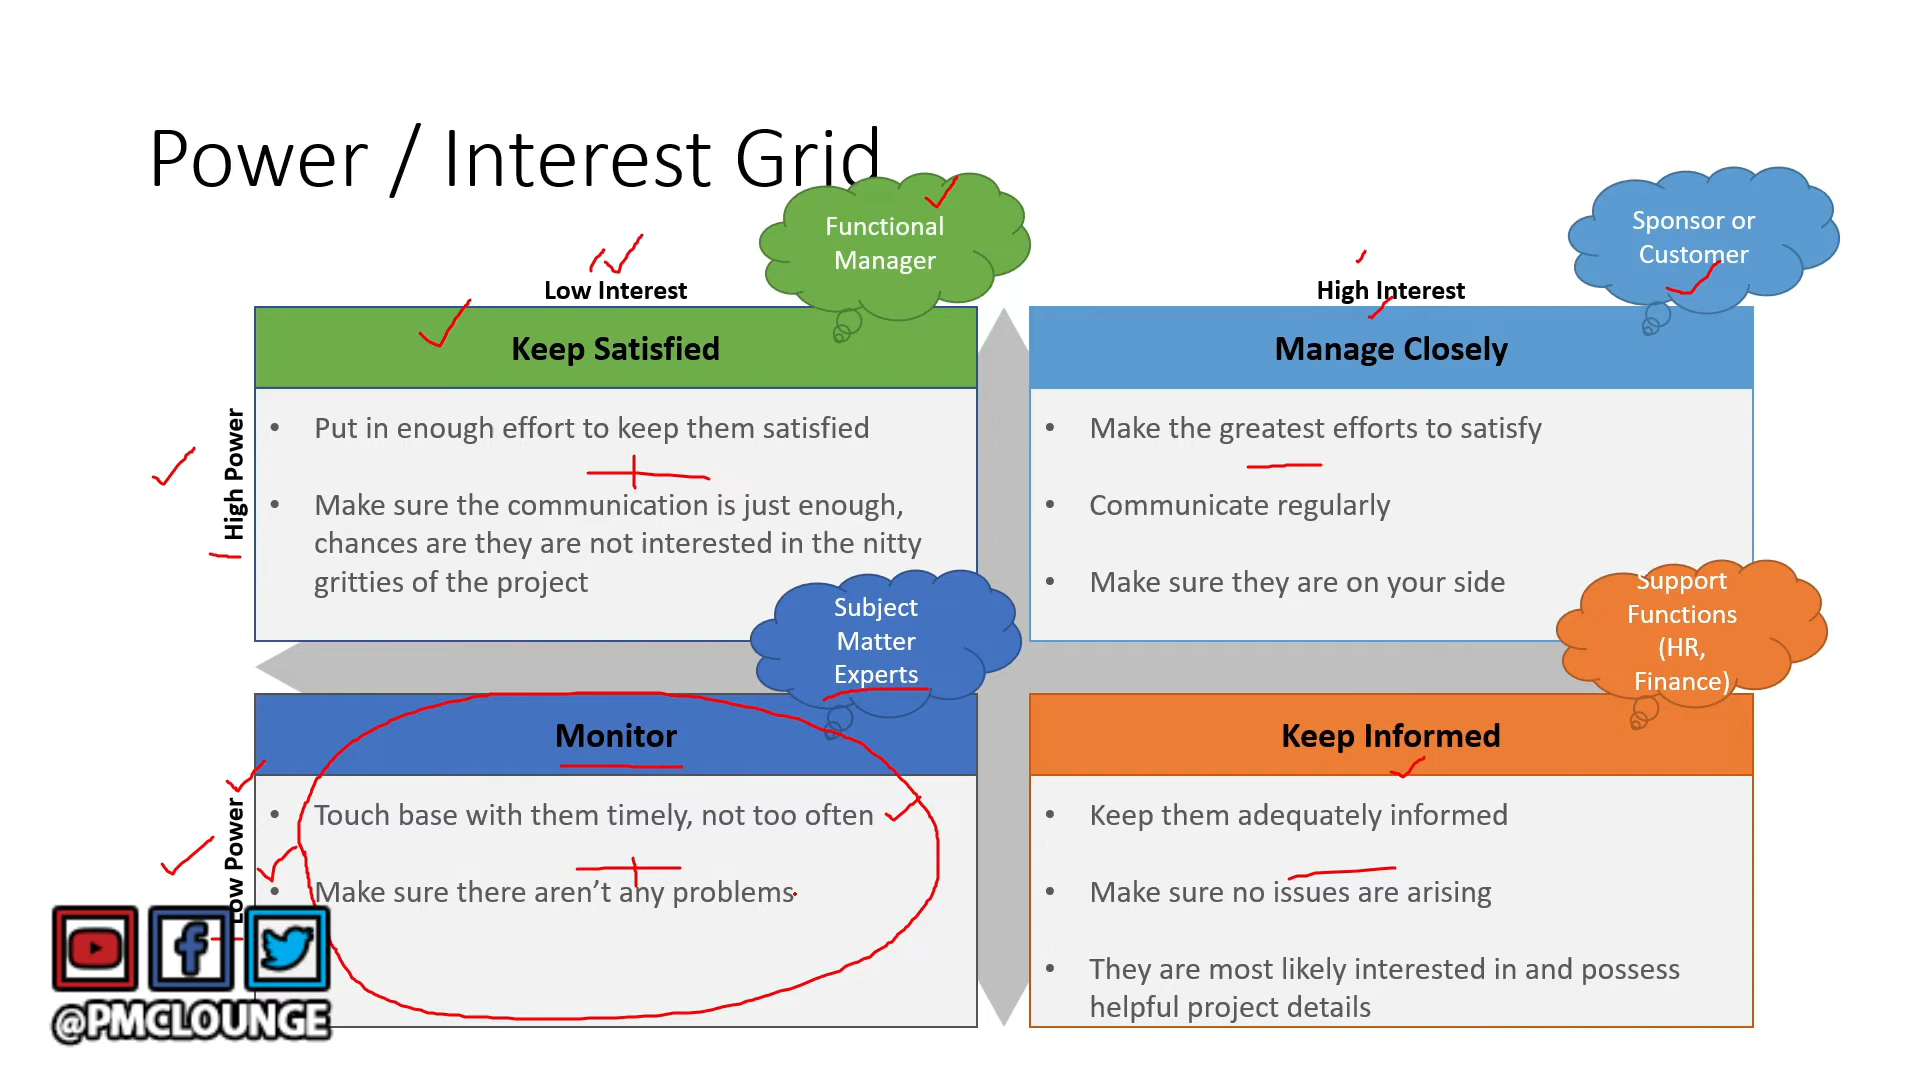 Power / Interest Grid
Functional
Manager
Sponsor or
Customer
Low Interest
High Interest
High Power
Keep Satisfied
• Put in enough effort to keep them satisfied
• Make sure the communication is just enough,
chances are they are not interested in the nitty
gritties of the project
Manage Closely
• Make the greatest efforts to satisfy
• Communicate regularly
• Make sure they are on your side
Subject
Matter
Experts
Support
Functions
(HR,
Finance)
Low Power
Monitor
• Touch base with them timely, not too often
• Make sure there aren’t any problems
Keep Informed
• Keep them adequately informed
• Make sure no issues are arising
• They are most likely interested in and possess
helpful project details
@PMCLOUNGE